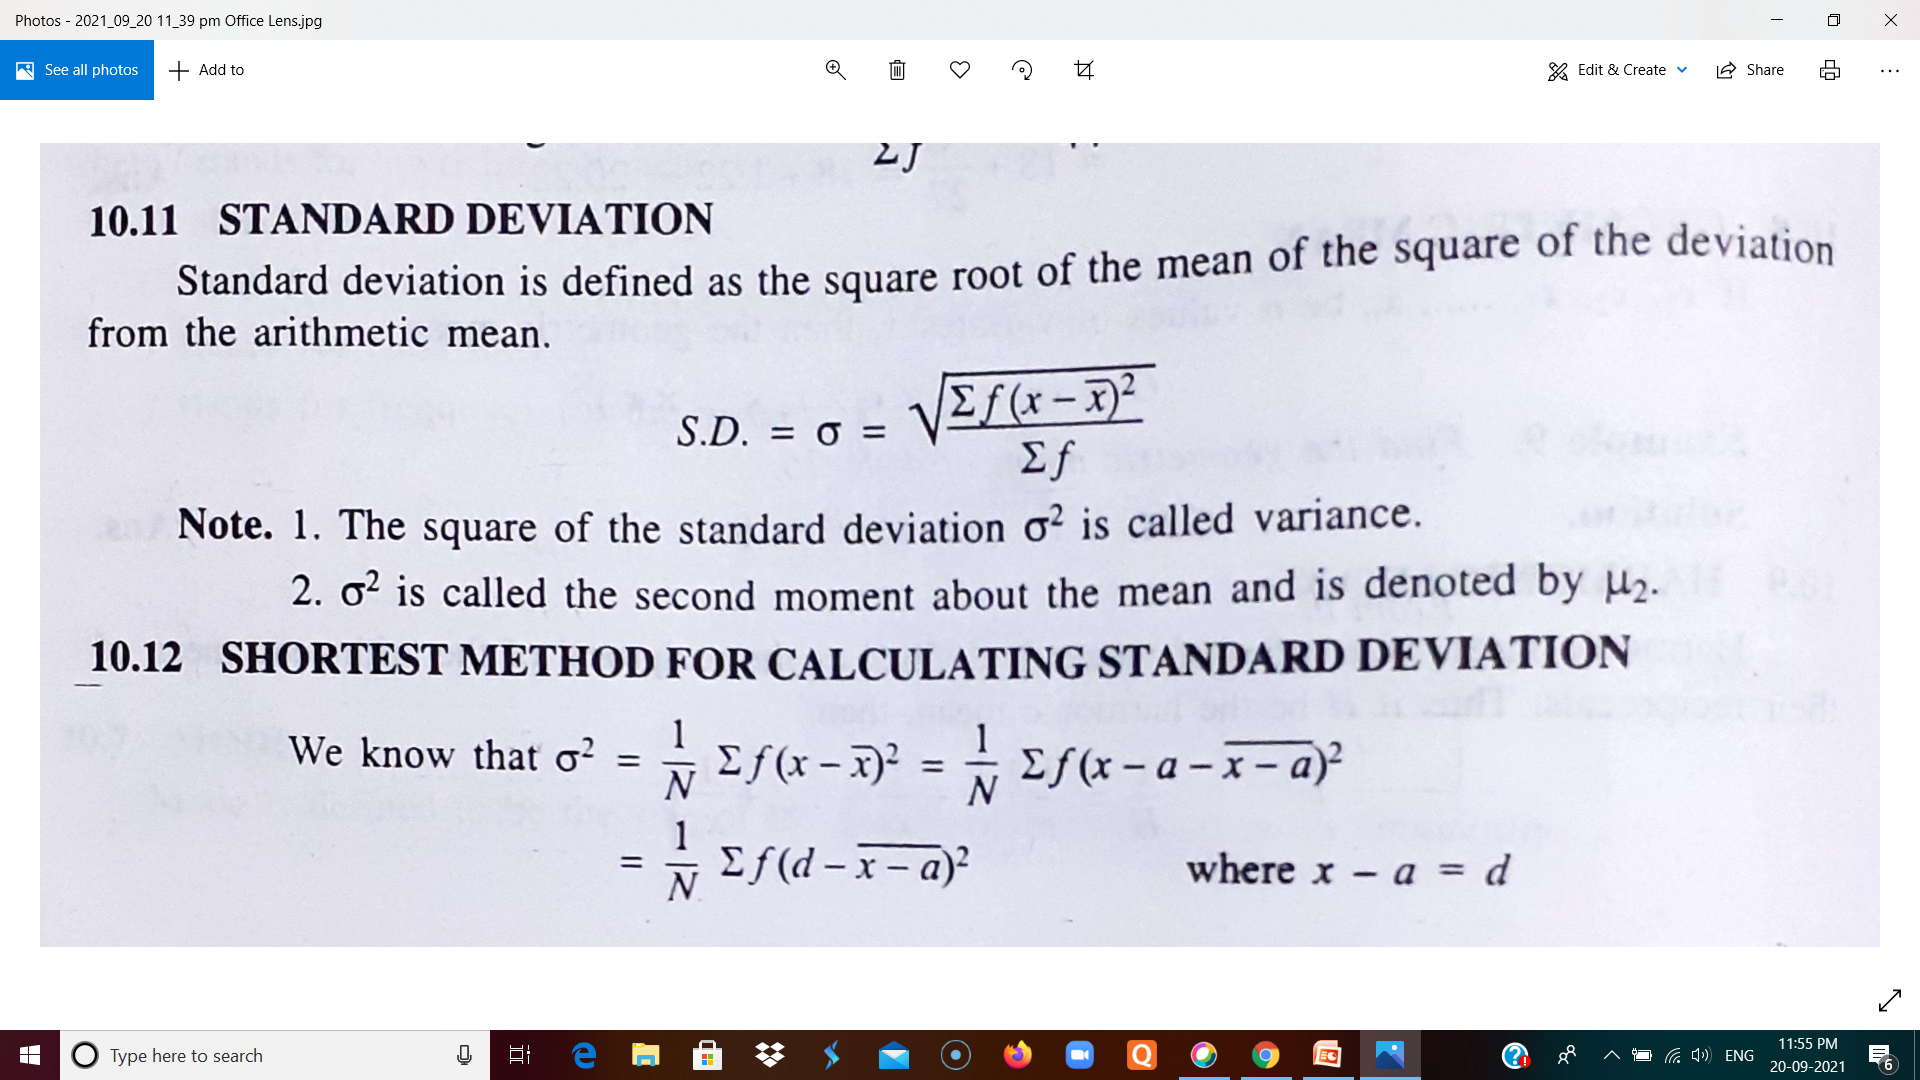 Photos - 2021_09_20 11_39 pm Office Lens.jpg
See all photos
Add to
Edit & Create
Share
Σf
10.11 STANDARD DEVIATION
Standard deviation is defined as the square root of the mean of the square of the deviation
from the arithmetic mean.
S.D. = σ = √(Σ f (x – x̄)² / Σ f)
Note. 1. The square of the standard deviation σ² is called variance.
2. σ² is called the second moment about the mean and is denoted by μ₂.
10.12 SHORTEST METHOD FOR CALCULATING STANDARD DEVIATION
We know that σ² = 1/N Σ f (x – x̄)² = 1/N Σ f (x – a – x̅ ̅–̅ ̅a̅)²
= 1/N Σ f (d – x̅ ̅–̅ ̅a̅)² where x – a = d
Type here to search
ENG
11:55 PM
20-09-2021
6